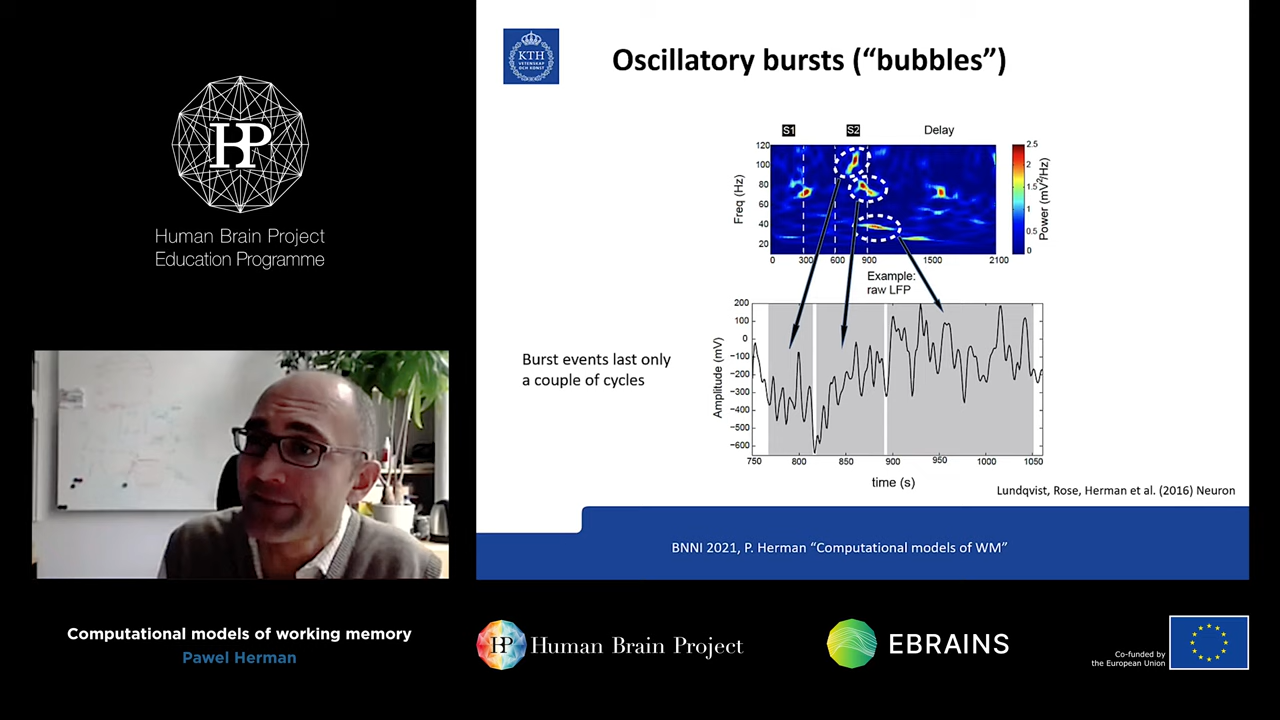 HP
Human Brain Project
Education Programme
KTH
VETENSKAP
OCH KONST
Oscillatory bursts (“bubbles”)
S1 S2 Delay
Freq (Hz)
120
100
80
60
40
20
0 300 600 900 1500 2100
2.5
2
1.5
1
0.5
0
Power (mV²/Hz)
Example:
raw LFP
Burst events last only
a couple of cycles
Amplitude (mV)
200
100
0
−100
−200
−300
−400
−500
−600
750 800 850 900 950 1000 1050
time (s)
Lundqvist, Rose, Herman et al. (2016) Neuron
BNNI 2021, P. Herman “Computational models of WM”
Computational models of working memory
Pawel Herman
HP Human Brain Project
EBRAINS
Co-funded by
the European Union